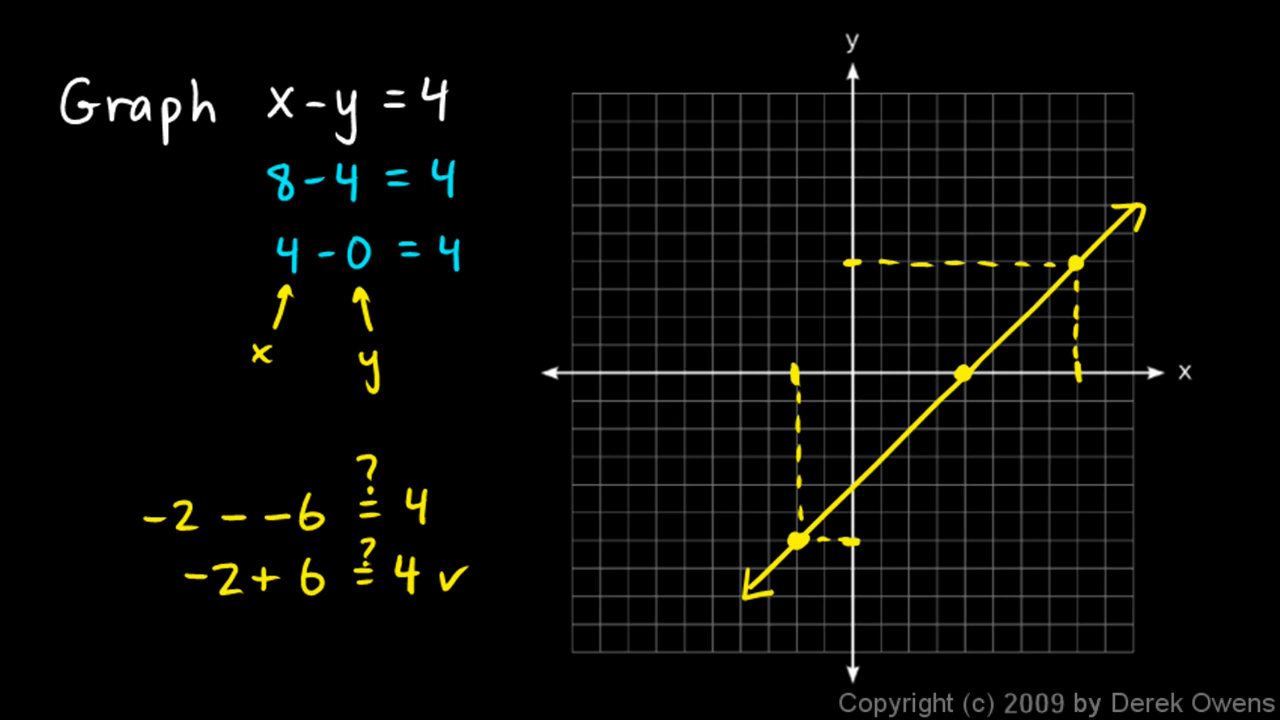 Graph x-y = 4
8-4 = 4
4-0 = 4
x y
-2 - -6 ≟ 4
-2+6 ≟ 4 ✓
y
x
Copyright (c) 2009 by Derek Owens